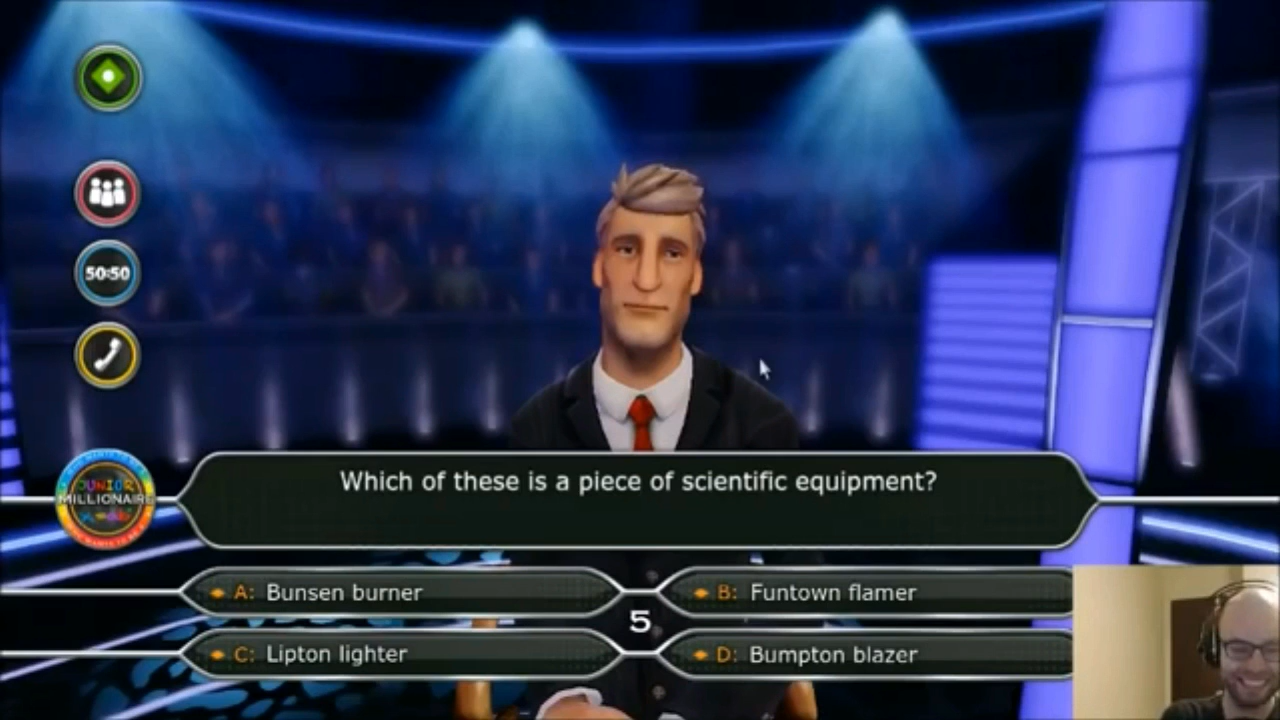 50:50
JUNIOR
MILLIONAIRE
Which of these is a piece of scientific equipment?
A: Bunsen burner
B: Funtown flamer
5
C: Lipton lighter
D: Bumpton blazer